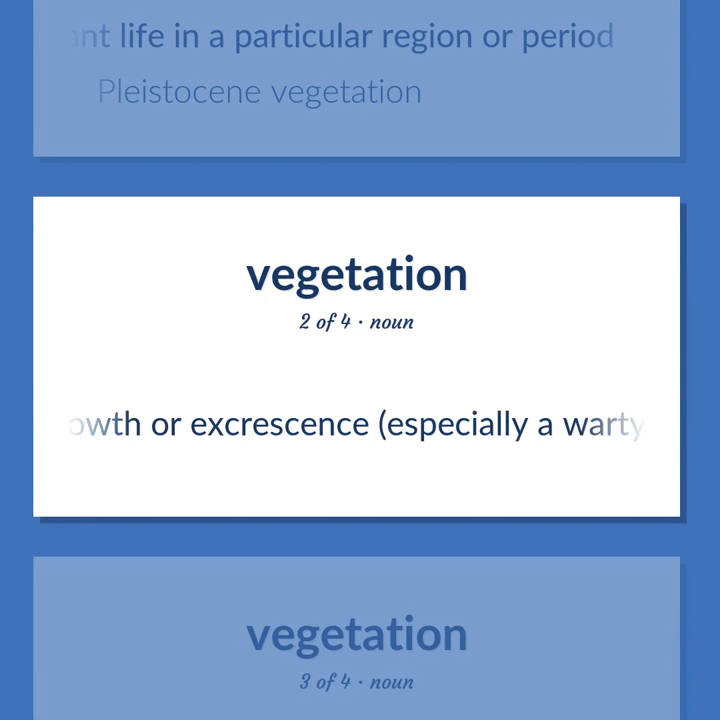 life in a particular region or period
Pleistocene vegetation
vegetation
2 of 4 · noun
or excrescence (especially a warty
vegetation
3 of 4 · noun